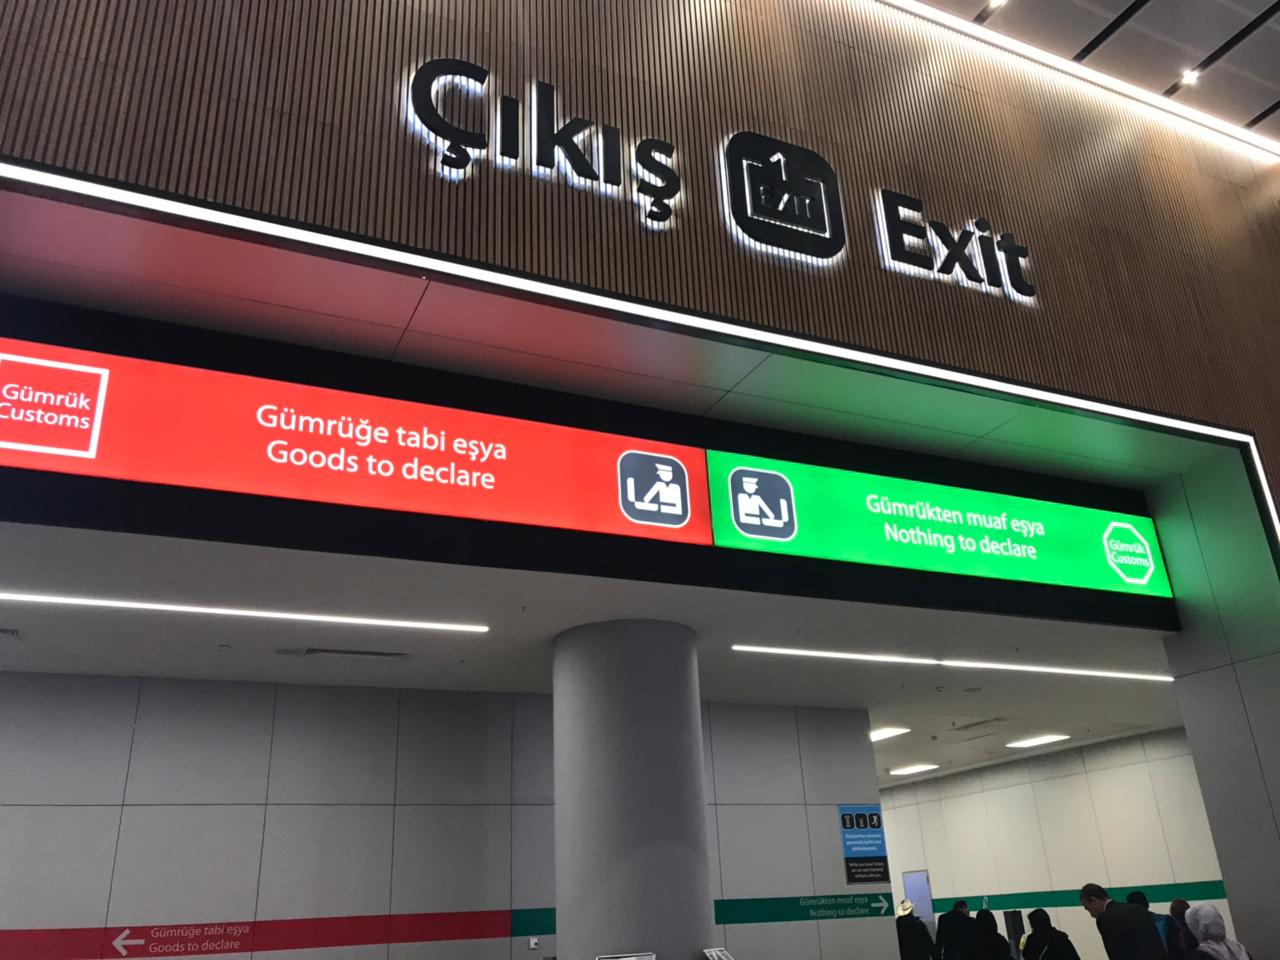 Çıkış
EXIT
Exit
Gümrük
Customs
Gümrüğe tabi eşya
Goods to declare
Gümrükten muaf eşya
Nothing to declare
Gümrük
Customs
Gümrükten muaf eşya
Nothing to declare
Gümrüğe tabi eşya
Goods to declare